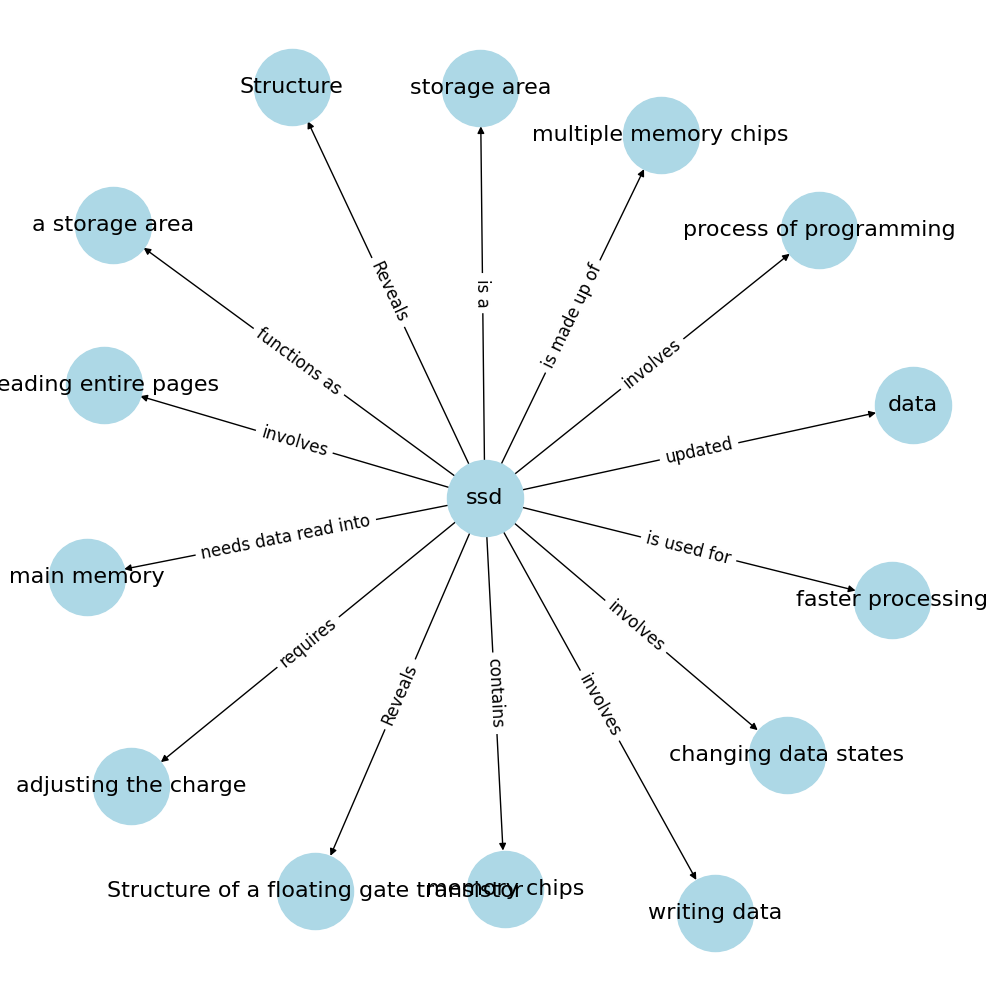 Structure
storage area
multiple memory chips
process of programming
a storage area
Reveals
is a
is made up of
involves
functions as
eading entire pages
data
involves
updated
ssd
needs data read into
is used for
main memory
faster processing
requires
involves
Reveals
contains
involves
adjusting the charge
changing data states
Structure of a floating gate transistor
memory chips
writing data